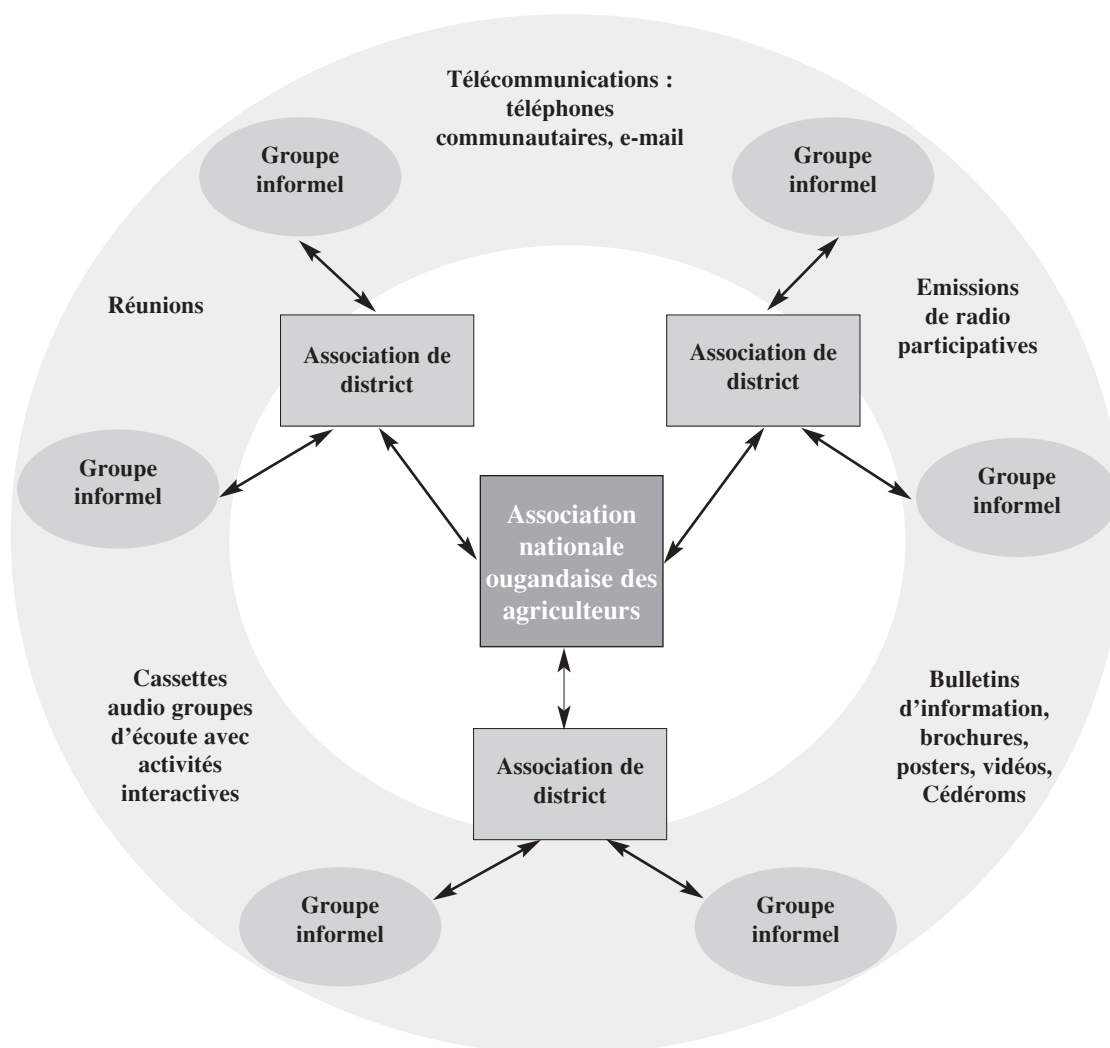 Télécommunications :
téléphones
communautaires, e-mail
Groupe
informel
Groupe
informel
Réunions
Emissions
de radio
participatives
Association de
district
Association de
district
Groupe
informel
Groupe
informel
Association
nationale
ougandaise des
agriculteurs
Cassettes
audio groupes
d'écoute avec
activités
interactives
Bulletins
d'information,
brochures,
posters, vidéos,
Cédéroms
Association de
district
Groupe
informel
Groupe
informel